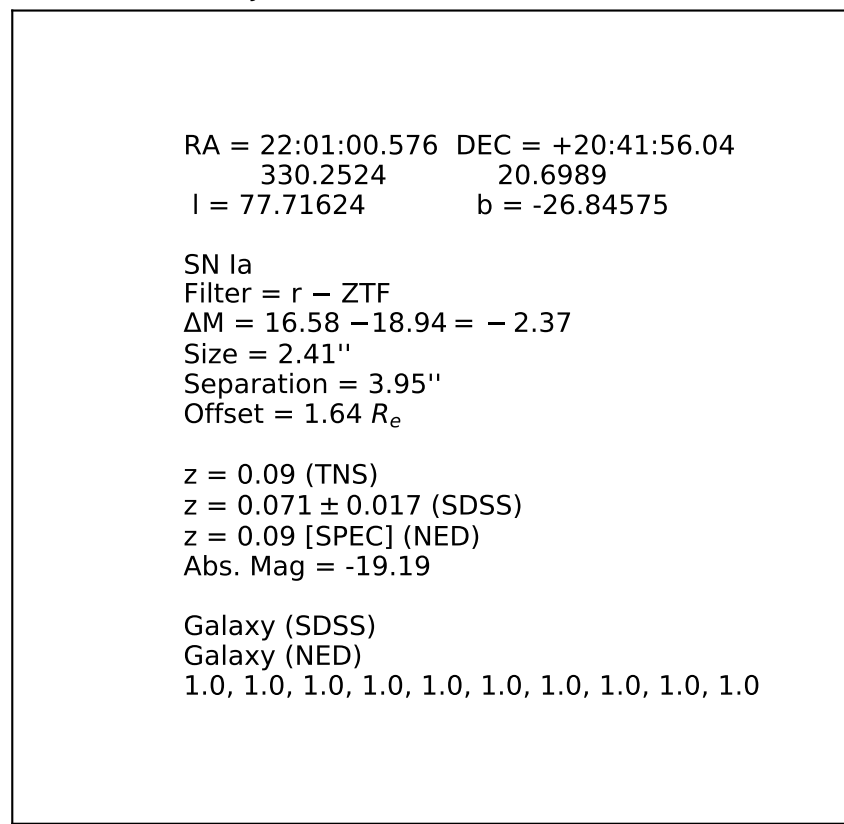 RA = 22:01:00.576 DEC = +20:41:56.04
330.2524 20.6989
l = 77.71624 b = -26.84575
SN Ia
Filter = r − ZTF
ΔM = 16.58 −18.94 = − 2.37
Size = 2.41''
Separation = 3.95''
Offset = 1.64 Rₑ
z = 0.09 (TNS)
z = 0.071 ± 0.017 (SDSS)
z = 0.09 [SPEC] (NED)
Abs. Mag = -19.19
Galaxy (SDSS)
Galaxy (NED)
1.0, 1.0, 1.0, 1.0, 1.0, 1.0, 1.0, 1.0, 1.0, 1.0